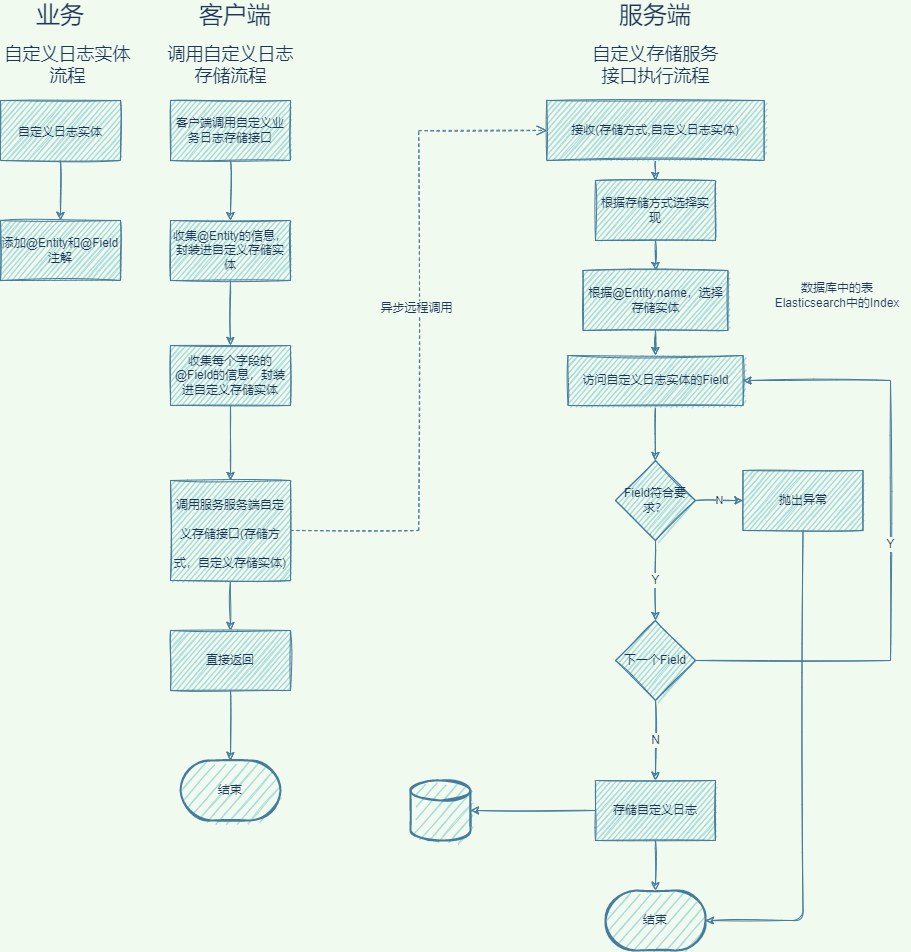 业务
自定义日志实体
流程
自定义日志实体
添加@Entity和@Field
注解
客户端
调用自定义日志
存储流程
客户端调用自定义业
务日志存储接口
收集@Entity的信息，
封装进自定义存储实
体
收集每个字段的
@Field的信息，封装
进自定义存储实体
调用服务服务端自定
义存储接口(存储方
式，自定义存储实体)
直接返回
结束
异步远程调用
服务端
自定义存储服务
接口执行流程
接收(存储方式,自定义日志实体)
根据存储方式选择实
现
根据@Entity.name，选择
存储实体
数据库中的表
Elasticsearch中的Index
访问自定义日志实体的Field
Field符合要
求?
N
抛出异常
Y
Y
下一个Field
N
存储自定义日志
结束